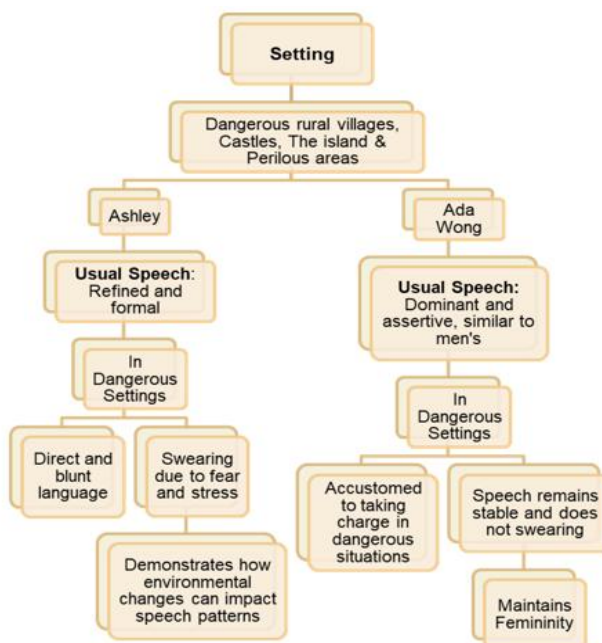 Setting
Dangerous rural villages,
Castles, The island &
Perilous areas
Ashley
Ada
Wong
Usual Speech:
Refined and
formal
Usual Speech:
Dominant and
assertive, similar to
men's
In
Dangerous
Settings
In
Dangerous
Settings
Direct and
blunt
language
Swearing
due to fear
and stress
Accustomed
to taking
charge in
dangerous
situations
Speech remains
stable and does
not swearing
Demonstrates how
environmental
changes can impact
speech patterns
Maintains
Femininity